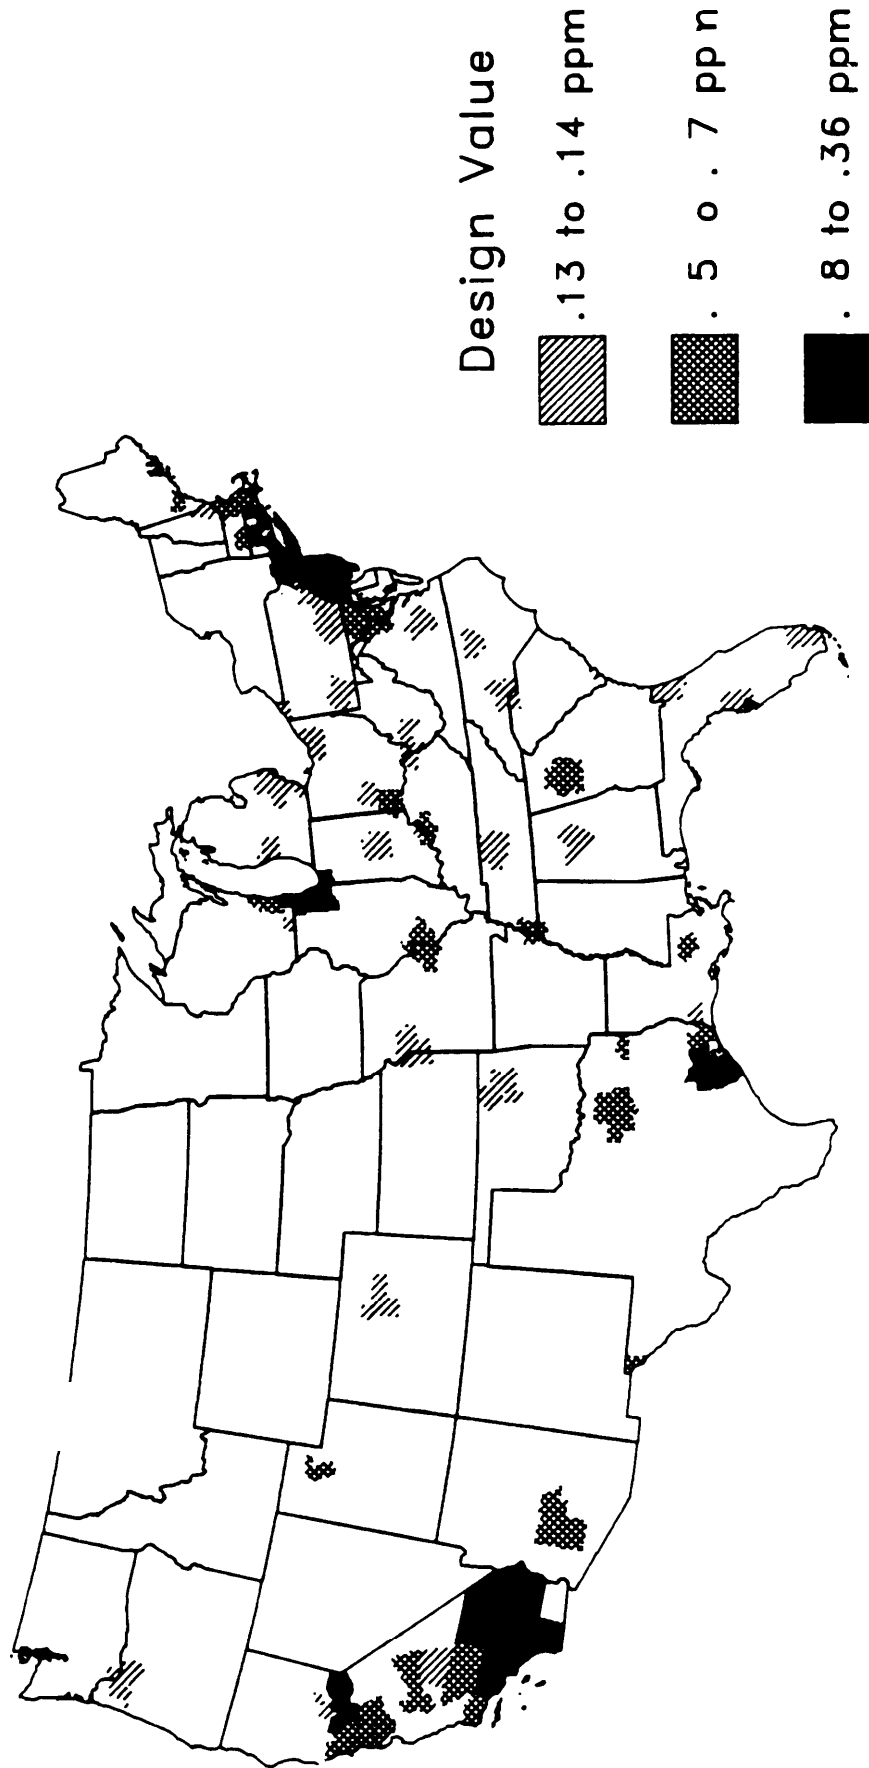 Design Value
.13 to .14 ppm
. 5 o . 7 pp n
. 8 to .36 ppm